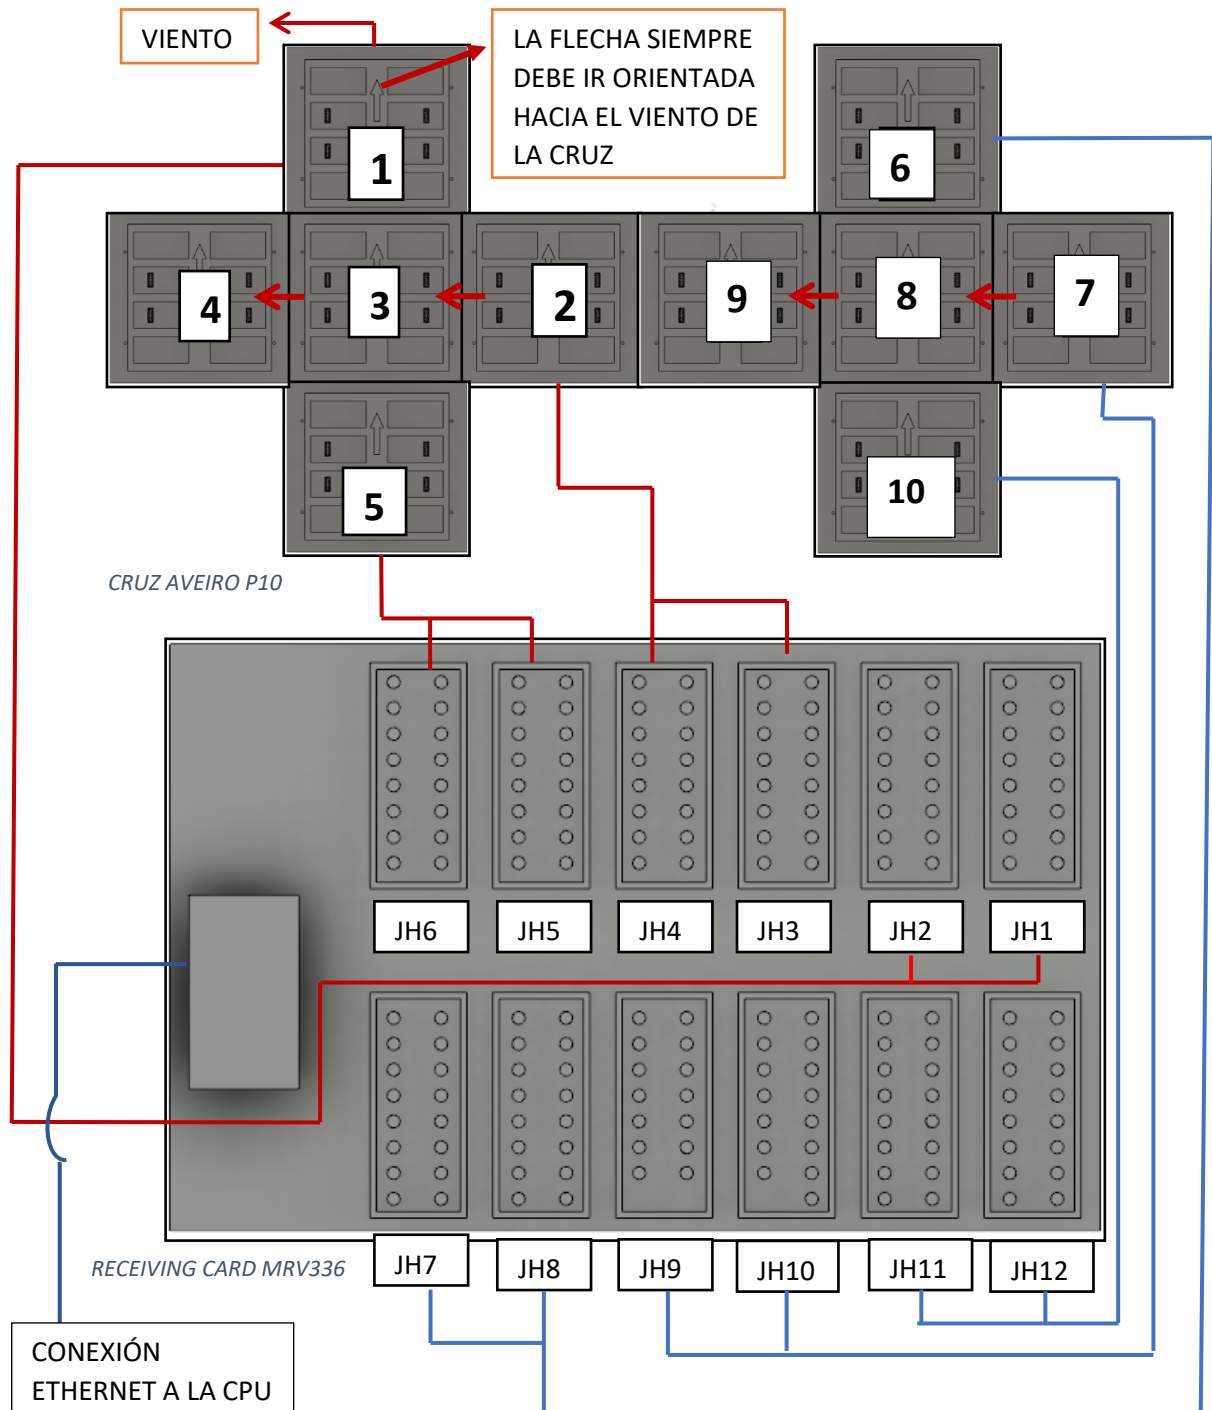 VIENTO
LA FLECHA SIEMPRE
DEBE IR ORIENTADA
HACIA EL VIENTO DE
LA CRUZ
1
6
4
3
2
9
8
7
5
10
CRUZ AVEIRO P10
JH6
JH5
JH4
JH3
JH2
JH1
RECEIVING CARD MRV336
JH7
JH8
JH9
JH10
JH11
JH12
CONEXIÓN
ETHERNET A LA CPU